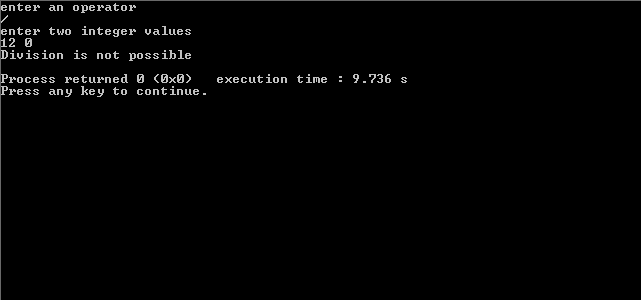 enter an operator
/
enter two integer values
12 0
Division is not possible
Process returned 0 (0x0)   execution time : 9.736 s
Press any key to continue.